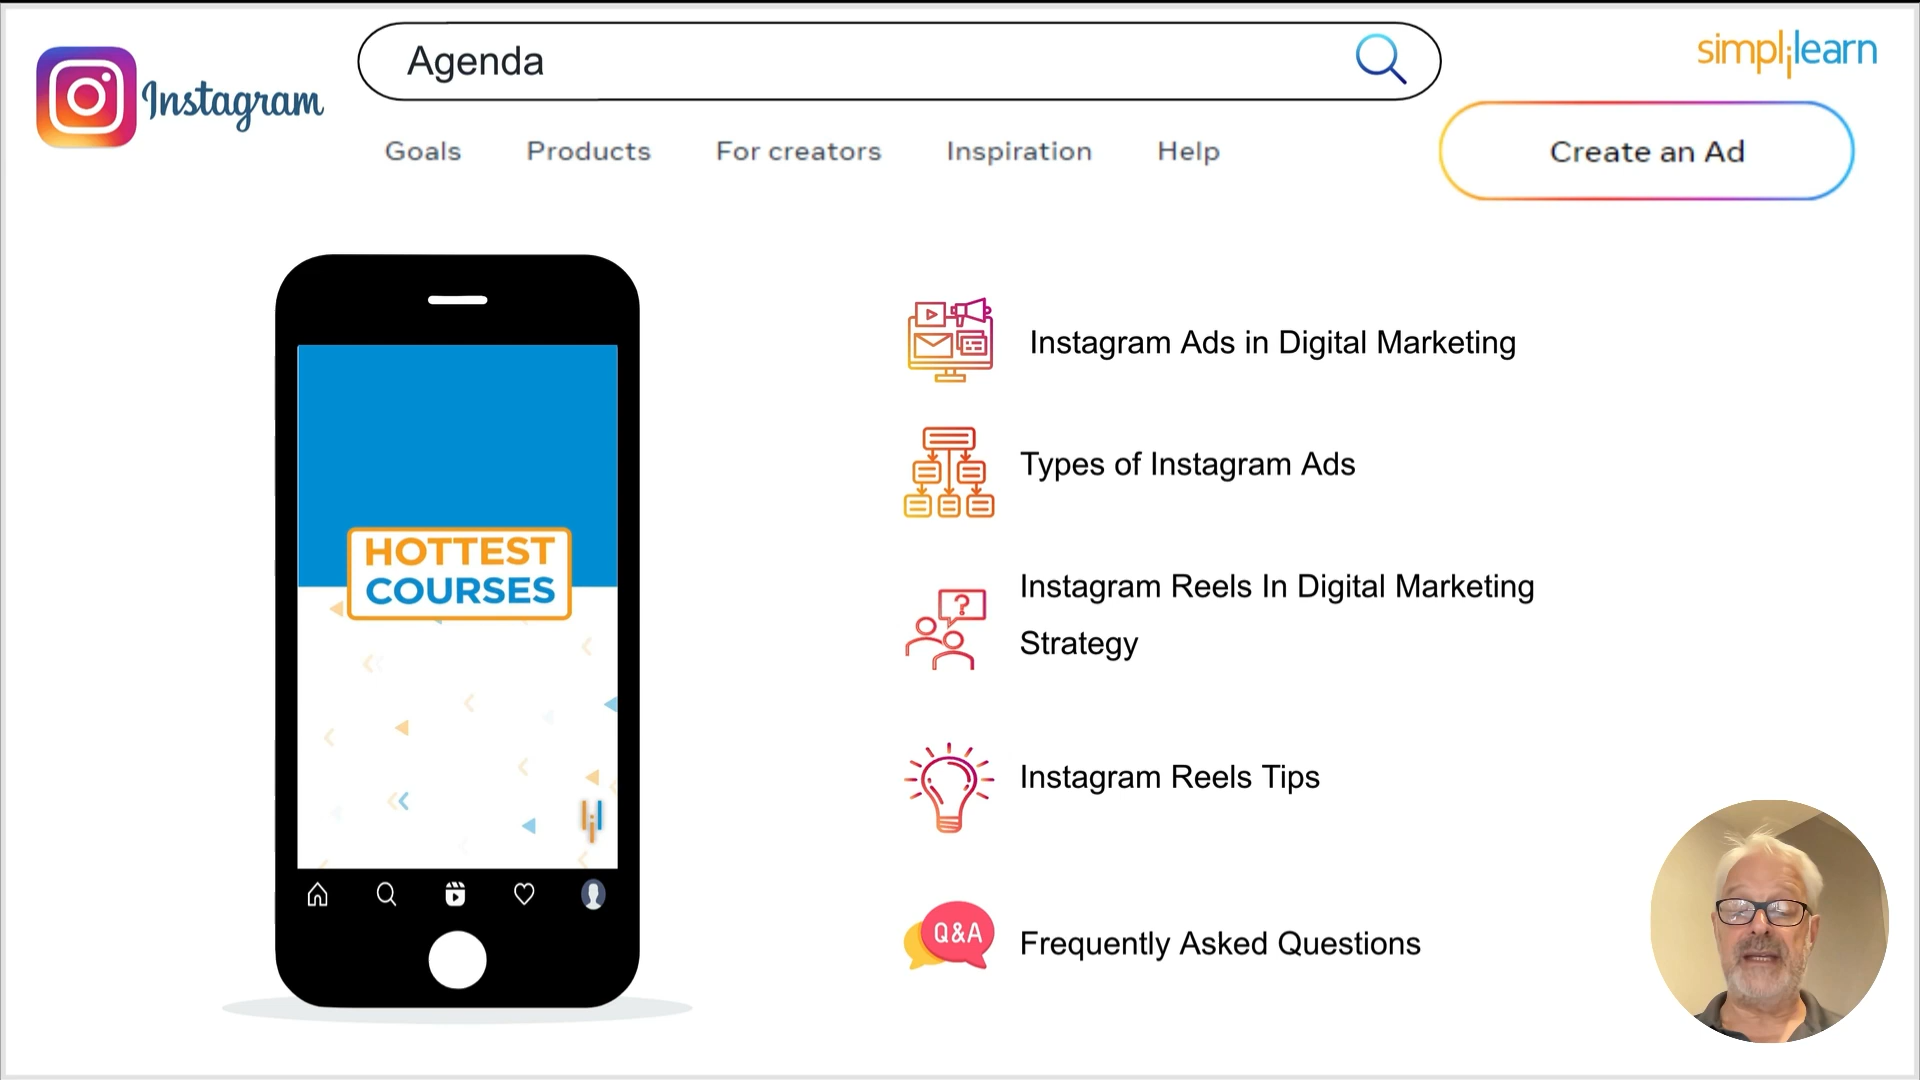 Instagram
Agenda
simplilearn
Goals Products For creators Inspiration Help
Create an Ad
HOTTEST
COURSES
Instagram Ads in Digital Marketing
Types of Instagram Ads
?
Instagram Reels In Digital Marketing
Strategy
Instagram Reels Tips
Q&A
Frequently Asked Questions